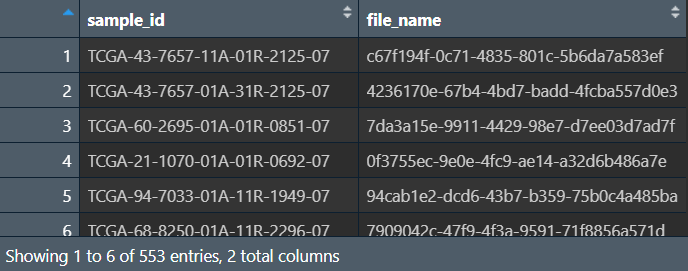 sample_id file_name
1 TCGA-43-7657-11A-01R-2125-07 c67f194f-0c71-4835-801c-5b6da7a583ef
2 TCGA-43-7657-01A-31R-2125-07 4236170e-67b4-4bd7-badd-4fcba557d0e3
3 TCGA-60-2695-01A-01R-0851-07 7da3a15e-9911-4429-98e7-d7ee03d7ad7f
4 TCGA-21-1070-01A-01R-0692-07 0f3755ec-9e0e-4fc9-ae14-a32d6b486a7e
5 TCGA-94-7033-01A-11R-1949-07 94cab1e2-dcd6-43b7-b359-75b0c4a485ba
6 TCGA-68-8250-01A-11R-2296-07 7909042c-47f9-4f3a-9591-71f8856a571d
Showing 1 to 6 of 553 entries, 2 total columns